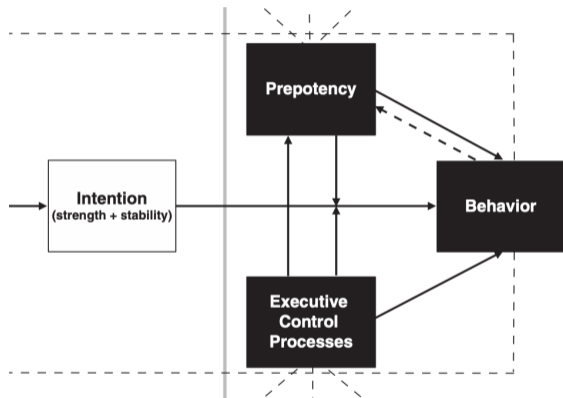 Prepotency
Intention
(strength + stability)
Behavior
Executive
Control
Processes